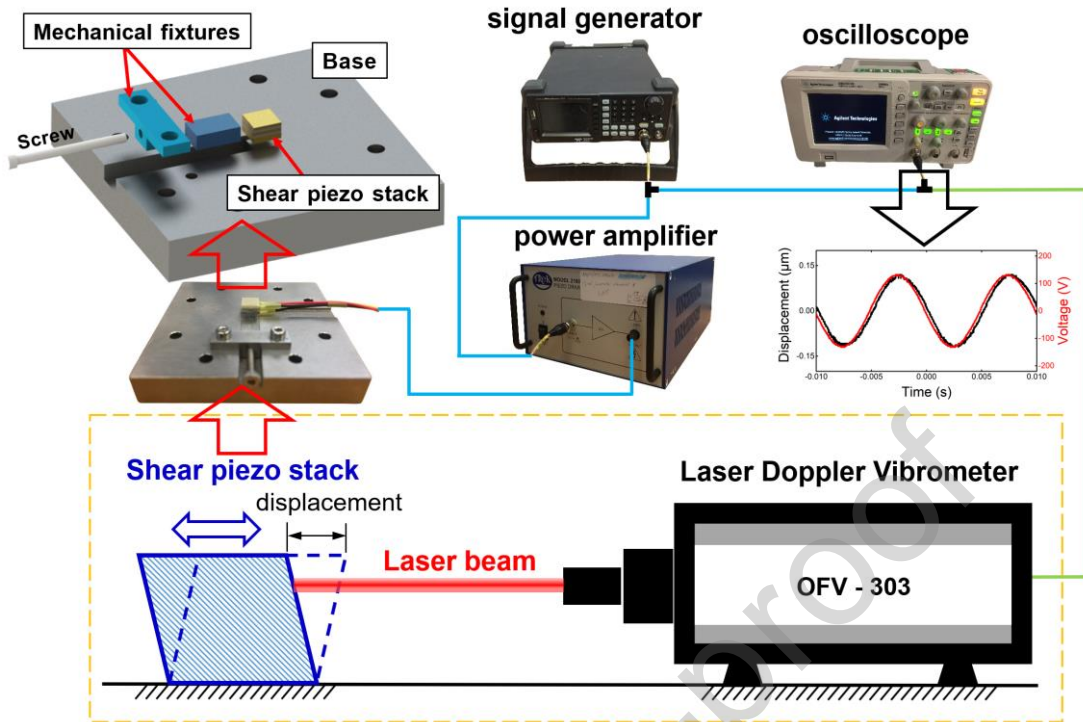 signal generator
oscilloscope
Mechanical fixtures
Base
Screw
Shear piezo stack
Agilent Technologies
power amplifier
Displacement (µm)
0.15
0.00
-0.15
200
100
0
-100
-200
Voltage (V)
-0.010
-0.005
0.000
0.005
0.010
Time (s)
Shear piezo stack
displacement
Laser beam
Laser Doppler Vibrometer
OFV - 303
proof